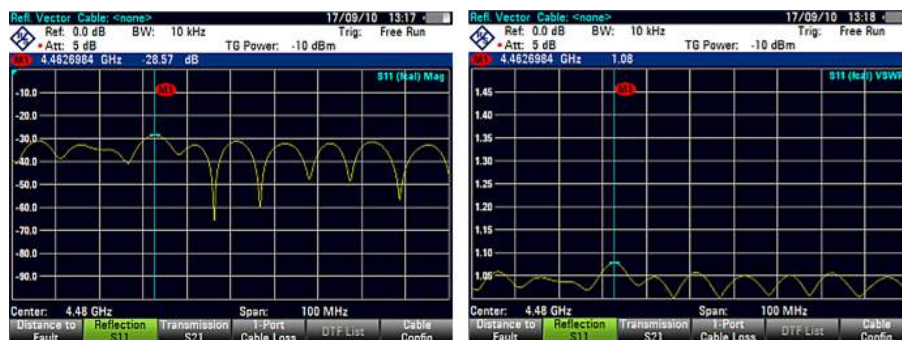 Refl. Vector Cable: <none> 17/09/10 13:17
Ref: 0.0 dB BW: 10 kHz Trig: Free Run
Att: 5 dB TG Power: -10 dBm
M1 4.4626984 GHz -28.57 dB
S11 (fcal) Mag
M1
-10.0
-20.0
-30.0
-40.0
-50.0
-60.0
-70.0
-80.0
-90.0
Center: 4.48 GHz Span: 100 MHz
Distance to Fault
Reflection S11
Transmission S21
1-Port Cable Loss
DTF List
Cable Config
Refl. Vector Cable: <none> 17/09/10 13:18
Ref: 0.0 dB BW: 10 kHz Trig: Free Run
Att: 5 dB TG Power: -10 dBm
M1 4.4626984 GHz 1.08
S11 (fcal) VSWR
M1
1.45
1.40
1.35
1.30
1.25
1.20
1.15
1.10
1.05
Center: 4.48 GHz Span: 100 MHz
Distance to Fault
Reflection S11
Transmission S21
1-Port Cable Loss
DTF List
Cable Config